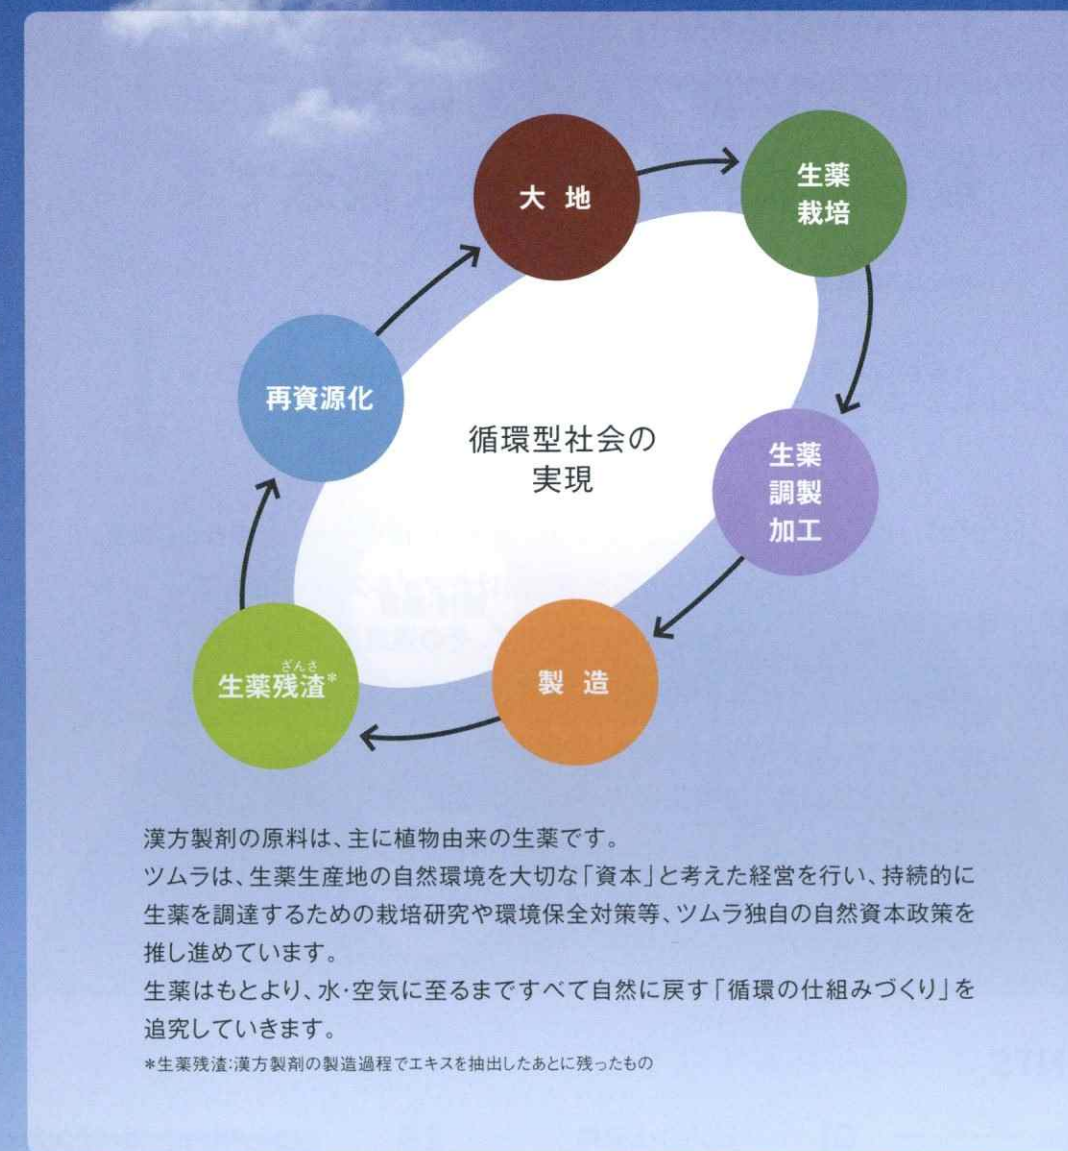 大 地
生薬
栽培
生薬
調製
加工
製 造
ざんさ
生薬残渣*
再資源化
循環型社会の
実現
漢方製剤の原料は、主に植物由来の生薬です。
ツムラは、生薬生産地の自然環境を大切な「資本」と考えた経営を行い、持続的に
生薬を調達するための栽培研究や環境保全対策等、ツムラ独自の自然資本政策を
推し進めています。
生薬はもとより、水・空気に至るまですべて自然に戻す「循環の仕組みづくり」を
追究していきます。
*生薬残渣:漢方製剤の製造過程でエキスを抽出したあとに残ったもの